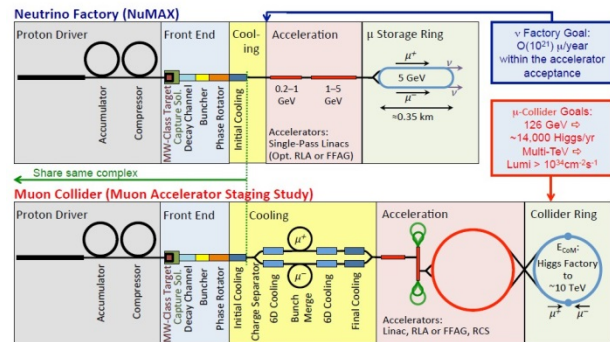 Neutrino Factory (NuMAX)
Proton Driver
Front End
Cool-
ing
Acceleration
μ Storage Ring
Accumulator
Compressor
MW-Class Target
Capture Sol.
Decay Channel
Buncher
Phase Rotator
Initial Cooling
0.2–1
GeV
1–5
GeV
Accelerators:
Single-Pass Linacs
(Opt. RLA or FFAG)
μ+
5 GeV
μ−
ν
ν
≈0.35 km
ν Factory Goal:
O(10²¹) μ/year
within the accelerator
acceptance
μ-Collider Goals:
126 GeV ⇨
~14,000 Higgs/yr
Multi-TeV ⇨
Lumi > 10³⁴cm⁻²s⁻¹
Share same complex
Muon Collider (Muon Accelerator Staging Study)
Proton Driver
Front End
Cooling
Acceleration
Collider Ring
Accumulator
Compressor
MW-Class Target
Capture Sol.
Decay Channel
Buncher
Phase Rotator
Initial Cooling
Charge Separator
6D Cooling
μ+
μ−
Bunch
Merge
6D Cooling
Final Cooling
Accelerators:
Linac, RLA or FFAG, RCS
ECoM:
Higgs Factory
to
~10 TeV
μ+
μ−